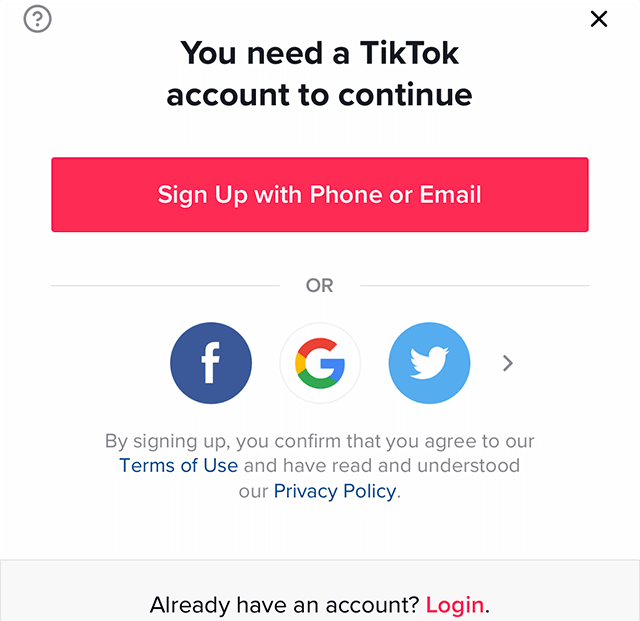 You need a TikTok
account to continue
Sign Up with Phone or Email
OR
By signing up, you confirm that you agree to our
Terms of Use and have read and understood
our Privacy Policy.
Already have an account? Login.